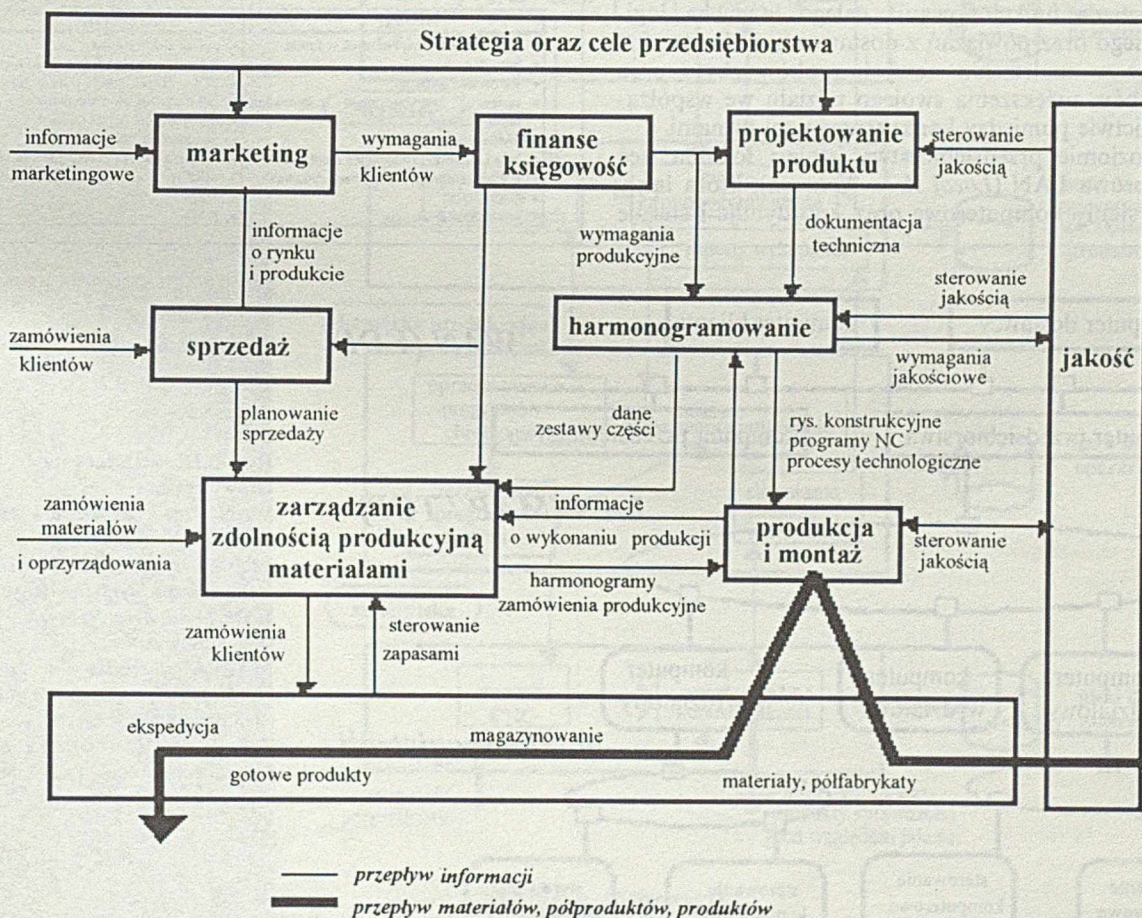 Strategia oraz cele przedsiębiorstwa
informacje
marketingowe
marketing
wymagania
klientów
finanse
księgowość
projektowanie
produktu
sterowanie
jakością
informacje
o rynku
i produkcie
wymagania
produkcyjne
dokumentacja
techniczna
zamówienia
klientów
sprzedaż
harmonogramowanie
sterowanie
jakością
wymagania
jakościowe
jakość
planowanie
sprzedaży
dane
zestawy części
rys. konstrukcyjne
programy NC
procesy technologiczne
zamówienia
materiałów
i oprzyrządowania
zarządzanie
zdolnością produkcyjną
materialami
informacje
o wykonaniu produkcji
harmonogramy
zamówienia produkcyjne
produkcja
i montaż
sterowanie
jakością
zamówienia
klientów
sterowanie
zapasami
ekspedycja
magazynowanie
gotowe produkty
materiały, półfabrykaty
przepływ informacji
przepływ materiałów, półproduktów, produktów